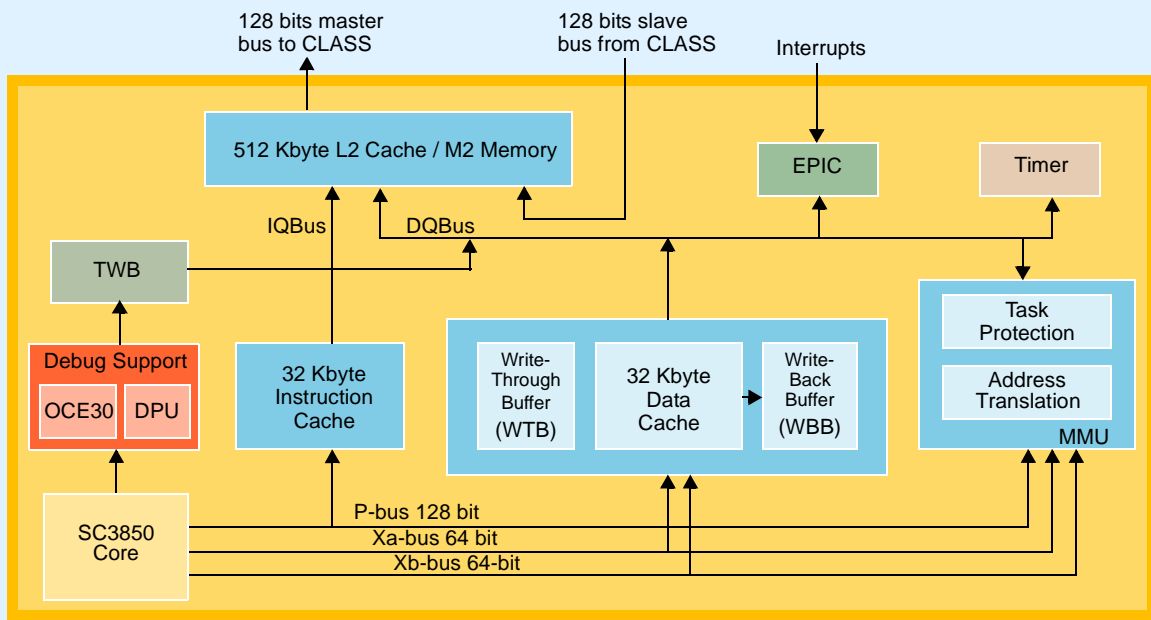 128 bits master
bus to CLASS
128 bits slave
bus from CLASS
Interrupts
512 Kbyte L2 Cache / M2 Memory
EPIC
Timer
IQBus
DQBus
TWB
Task
Protection
Debug Support
OCE30
DPU
32 Kbyte
Instruction
Cache
Write-
Through
Buffer
(WTB)
32 Kbyte
Data
Cache
Write-
Back
Buffer
(WBB)
Address
Translation
MMU
SC3850
Core
P-bus 128 bit
Xa-bus 64 bit
Xb-bus 64-bit